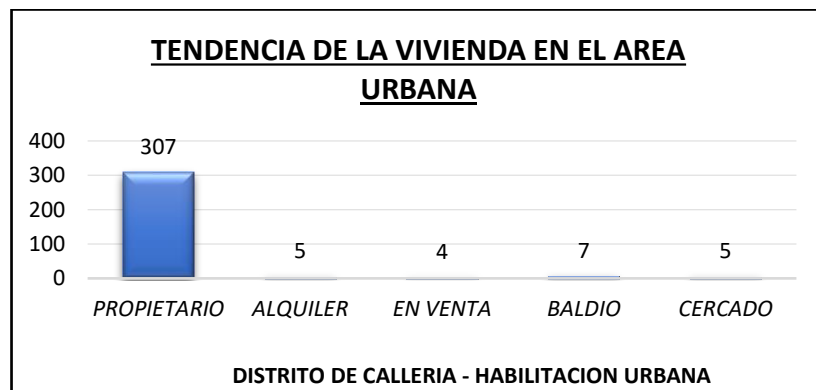 TENDENCIA DE LA VIVIENDA EN EL AREA
URBANA
400
300
200
100
0
307
5
4
7
5
PROPIETARIO
ALQUILER
EN VENTA
BALDIO
CERCADO
DISTRITO DE CALLERIA - HABILITACION URBANA